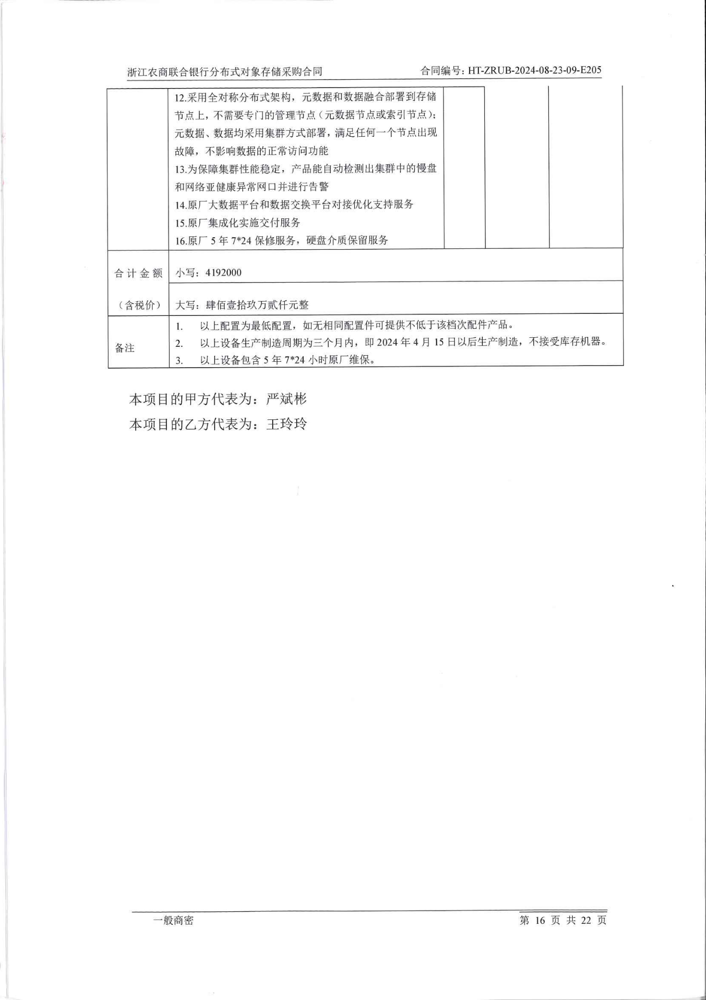 浙江农商联合银行分布式对象存储采购合同 合同编号：HT-ZRUB-2024-08-23-09-E205
12.采用全对称分布式架构，元数据和数据融合部署到存储
节点上，不需要专门的管理节点（元数据节点或索引节点）；
元数据、数据均采用集群方式部署，满足任何一个节点出现
故障，不影响数据的正常访问功能
13.为保障集群性能稳定，产品能自动检测出集群中的慢盘
和网络亚健康异常网口并进行告警
14.原厂大数据平台和数据交换平台对接优化支持服务
15.原厂集成化实施交付服务
16.原厂 5 年 7*24 保修服务，硬盘介质保留服务
合计金额 小写：4192000
（含税价） 大写：肆佰壹拾玖万贰仟元整
备注
1. 以上配置为最低配置，如无相同配置件可提供不低于该档次配件产品。
2. 以上设备生产制造周期为三个月内，即 2024 年 4 月 15 日以后生产制造，不接受库存机器。
3. 以上设备包含 5 年 7*24 小时原厂维保。
本项目的甲方代表为：严斌彬
本项目的乙方代表为：王玲玲
一般商密 第 16 页 共 22 页